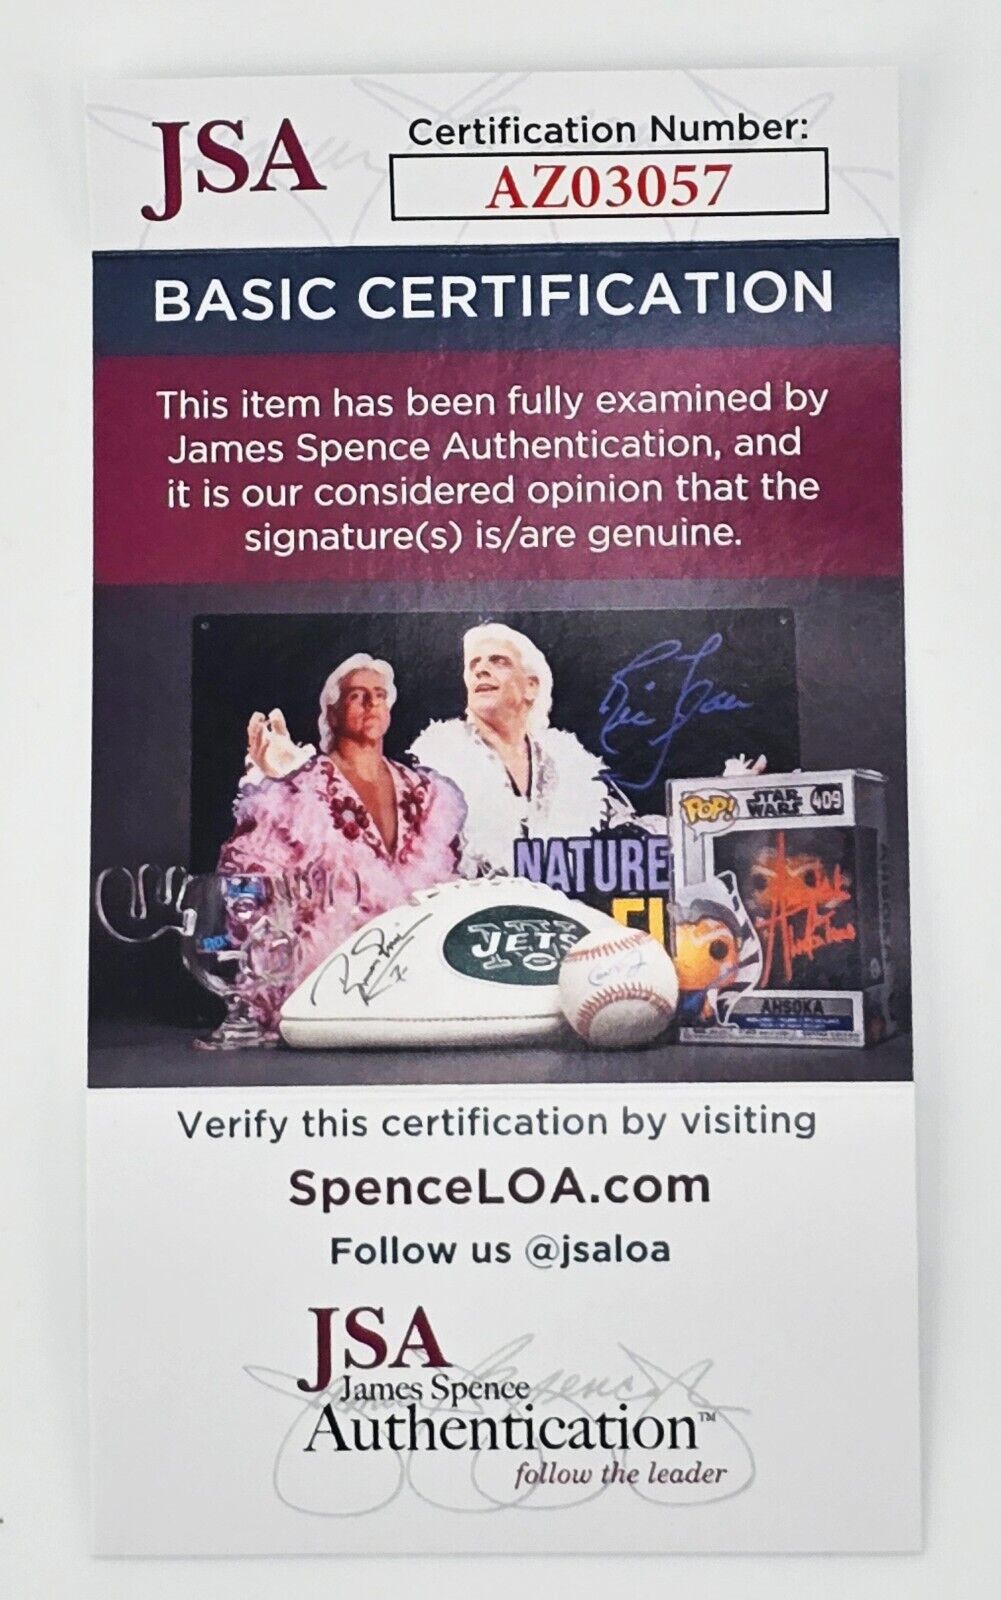 JSA
Certification Number:
AZ03057
BASIC CERTIFICATION
This item has been fully examined by
James Spence Authentication, and
it is our considered opinion that the
signature(s) is/are genuine.
Ric Flair
POP!
STAR
WARS
409
NATURE
JETS
AHSOKA
Verify this certification by visiting
SpenceLOA.com
Follow us @jsaloa
JSA
James Spence
Authentication™
follow the leader